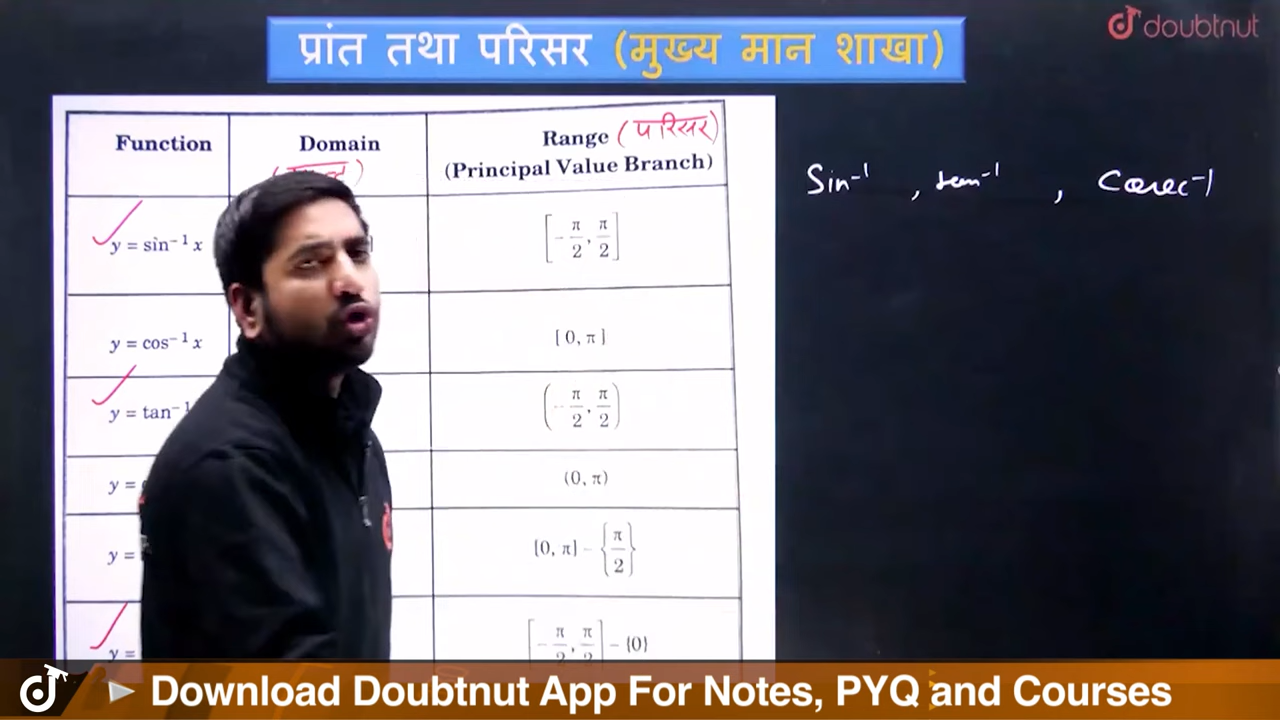 प्रांत तथा परिसर (मुख्य मान शाखा)
doubtnut
Function Domain Range (परिसर)
(Principal Value Branch)
y = sin⁻¹ x [-π/2, π/2]
y = cos⁻¹ x [0, π]
y = tan⁻¹ (-π/2, π/2)
y = (0, π)
y = [0, π] – {π/2}
y = [-π/2, π/2] – {0}
Sin⁻¹ , tan⁻¹ , Cosec⁻¹
Download Doubtnut App For Notes, PYQ and Courses